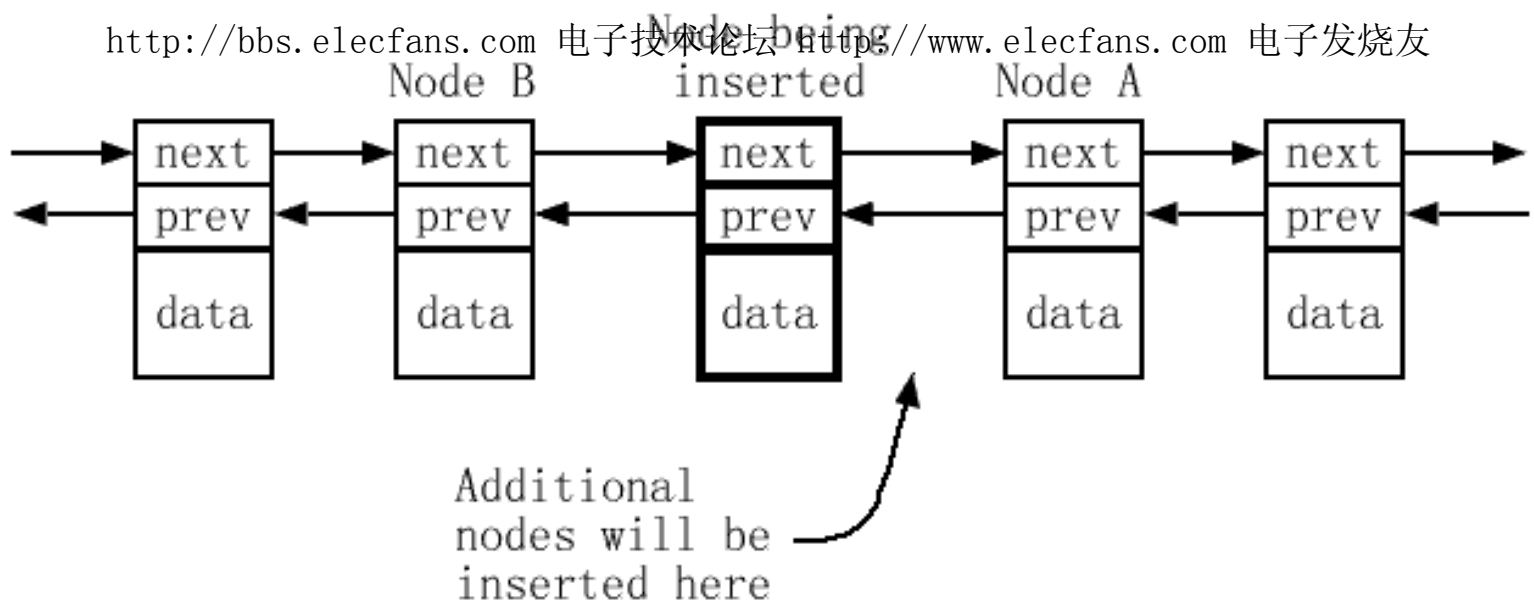 http://bbs.elecfans.com 电子技术论坛 http://www.elecfans.com 电子发烧友
Node being
inserted
Node B
Node A
next
next
next
next
next
prev
prev
prev
prev
prev
data
data
data
data
data
Additional
nodes will be
inserted here